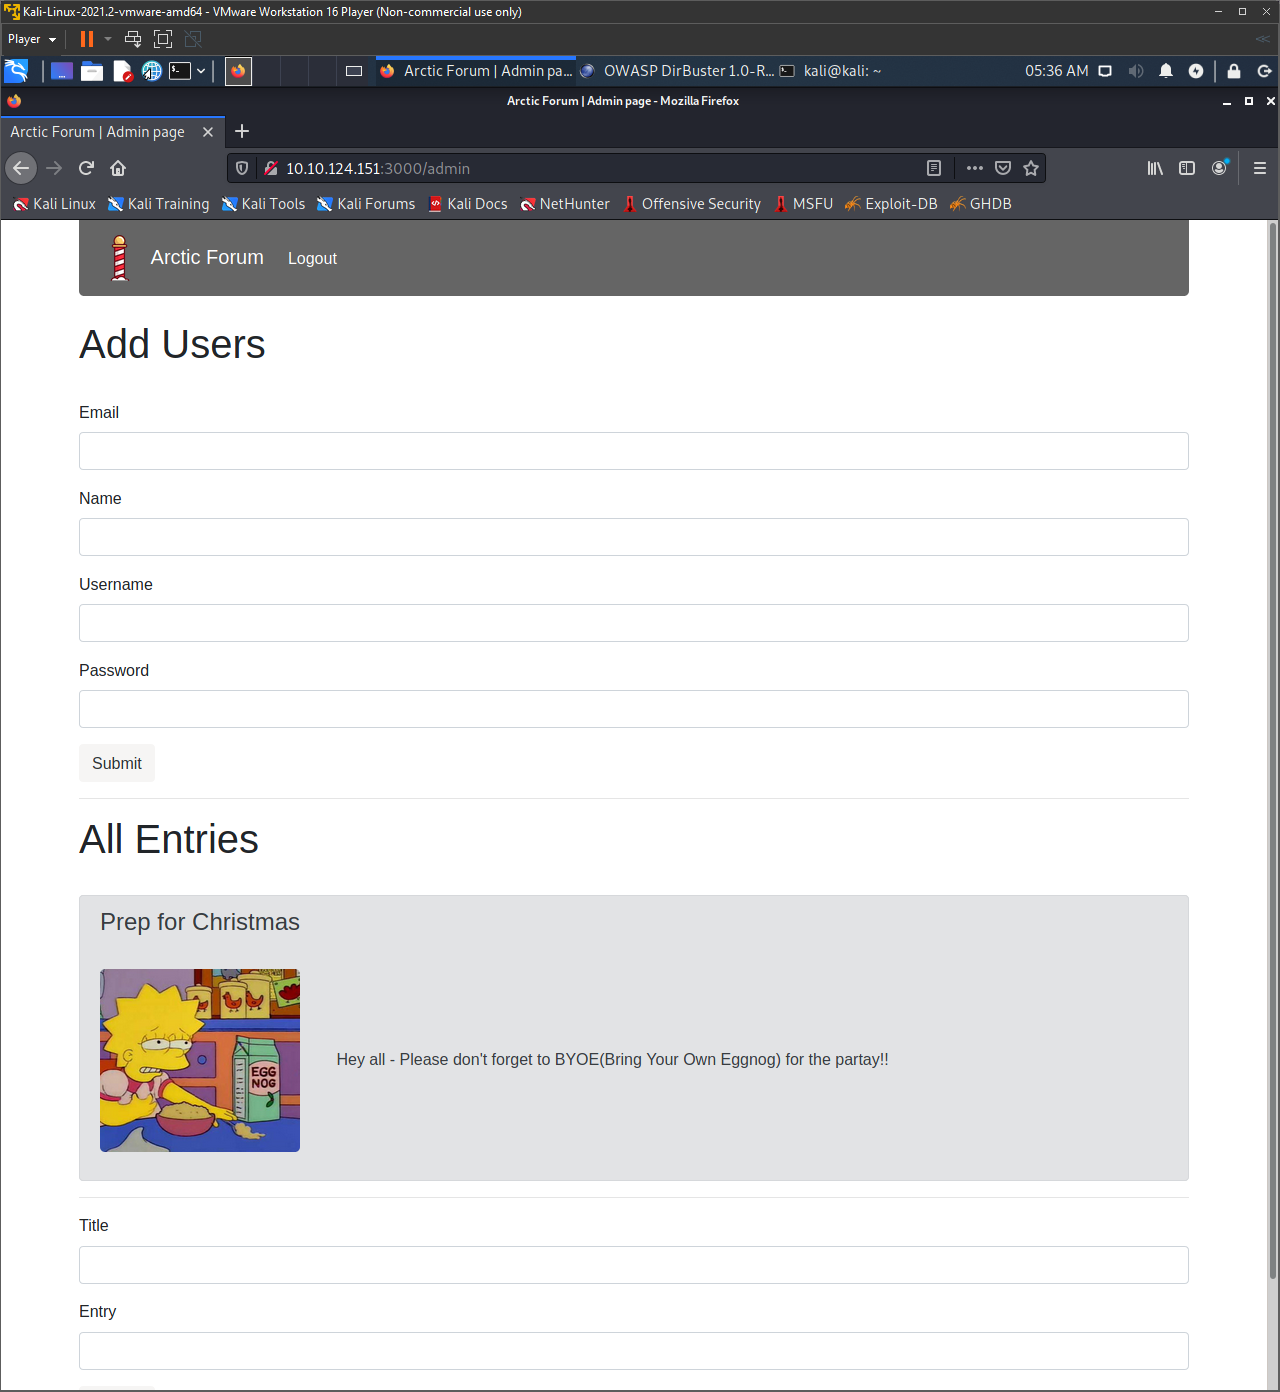 Kali-Linux-2021.2-vmware-amd64 - VMware Workstation 16 Player (Non-commercial use only)
Player
Arctic Forum | Admin pa...
OWASP DirBuster 1.0-R...
kali@kali: ~
05:36 AM
Arctic Forum | Admin page - Mozilla Firefox
Arctic Forum | Admin page
10.10.124.151:3000/admin
Kali Linux
Kali Training
Kali Tools
Kali Forums
Kali Docs
NetHunter
Offensive Security
MSFU
Exploit-DB
GHDB
Arctic Forum
Logout
Add Users
Email
Name
Username
Password
Submit
All Entries
Prep for Christmas
EGG
NOG
Hey all - Please don't forget to BYOE(Bring Your Own Eggnog) for the partay!!
Title
Entry